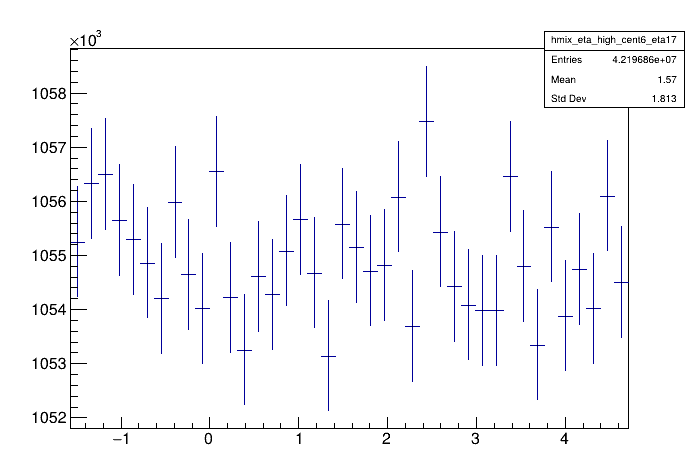 ×10³
hmix_eta_high_cent6_eta17
Entries 4.219686e+07
Mean 1.57
Std Dev 1.813
1058
1057
1056
1055
1054
1053
1052
−1 0 1 2 3 4